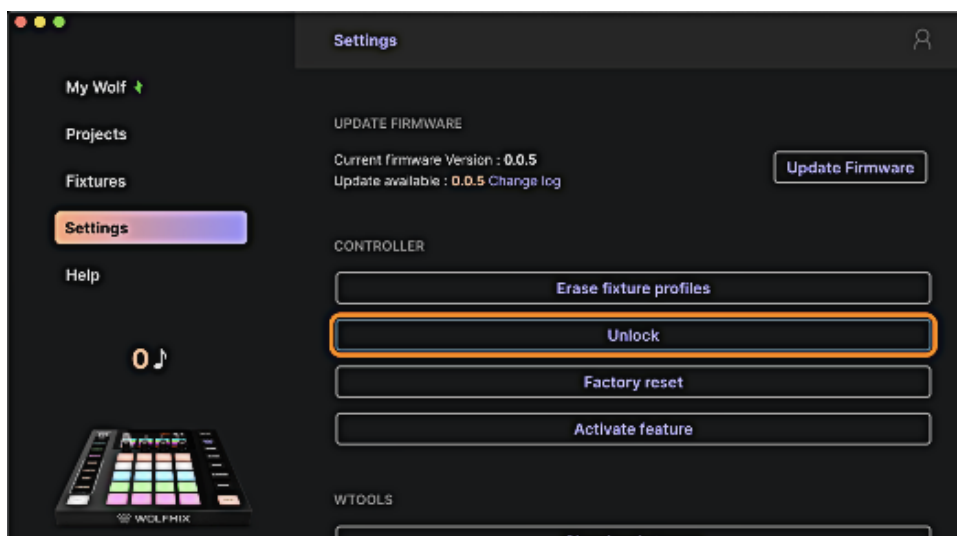 Settings
My Wolf
Projects
Fixtures
Settings
Help
0
WOLFMIX
UPDATE FIRMWARE
Current firmware Version : 0.0.5
Update available : 0.0.5 Change log
Update Firmware
CONTROLLER
Erase fixture profiles
Unlock
Factory reset
Activate feature
WTOOLS